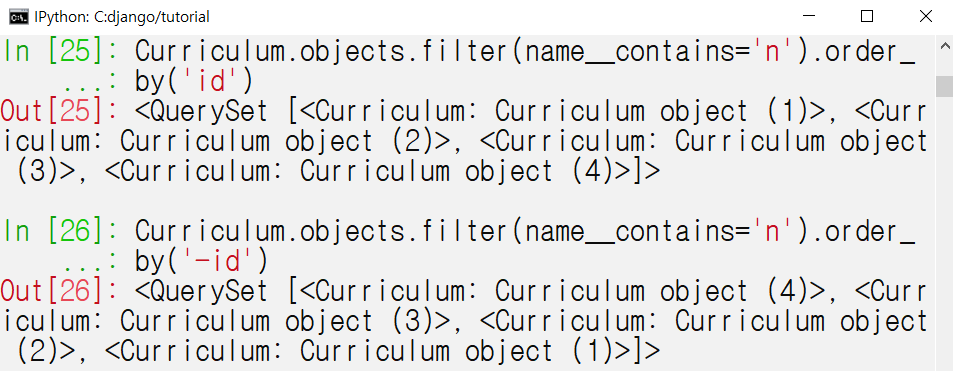 IPython: C:django/tutorial
In [25]: Curriculum.objects.filter(name__contains='n').order_
...: by('id')
Out[25]: <QuerySet [<Curriculum: Curriculum object (1)>, <Curr
iculum: Curriculum object (2)>, <Curriculum: Curriculum object
(3)>, <Curriculum: Curriculum object (4)>]>
In [26]: Curriculum.objects.filter(name__contains='n').order_
...: by('-id')
Out[26]: <QuerySet [<Curriculum: Curriculum object (4)>, <Curr
iculum: Curriculum object (3)>, <Curriculum: Curriculum object
(2)>, <Curriculum: Curriculum object (1)>]>